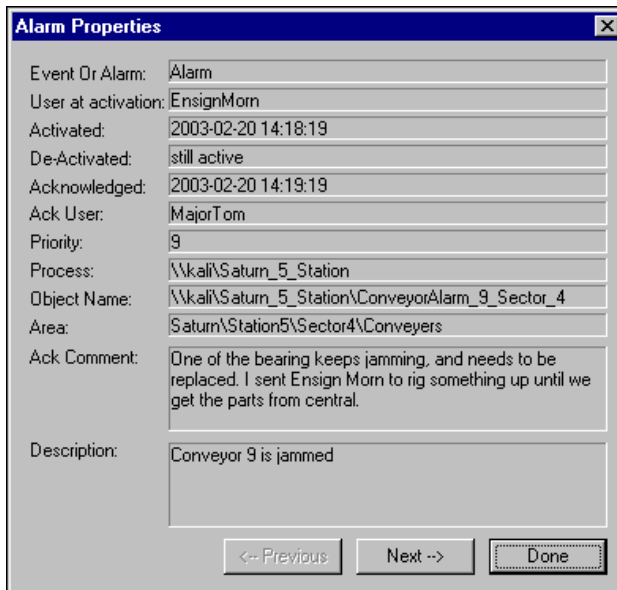 Alarm Properties
Event Or Alarm: Alarm
User at activation: EnsignMorn
Activated: 2003-02-20 14:18:19
De-Activated: still active
Acknowledged: 2003-02-20 14:19:19
Ack User: MajorTom
Priority: 9
Process: \\kali\Saturn_5_Station
Object Name: \\kali\Saturn_5_Station\ConveyorAlarm_9_Sector_4
Area: Saturn\Station5\Sector4\Conveyers
Ack Comment: One of the bearing keeps jamming, and needs to be
replaced. I sent Ensign Morn to rig something up until we
get the parts from central.
Description: Conveyor 9 is jammed
<-- Previous Next --> Done